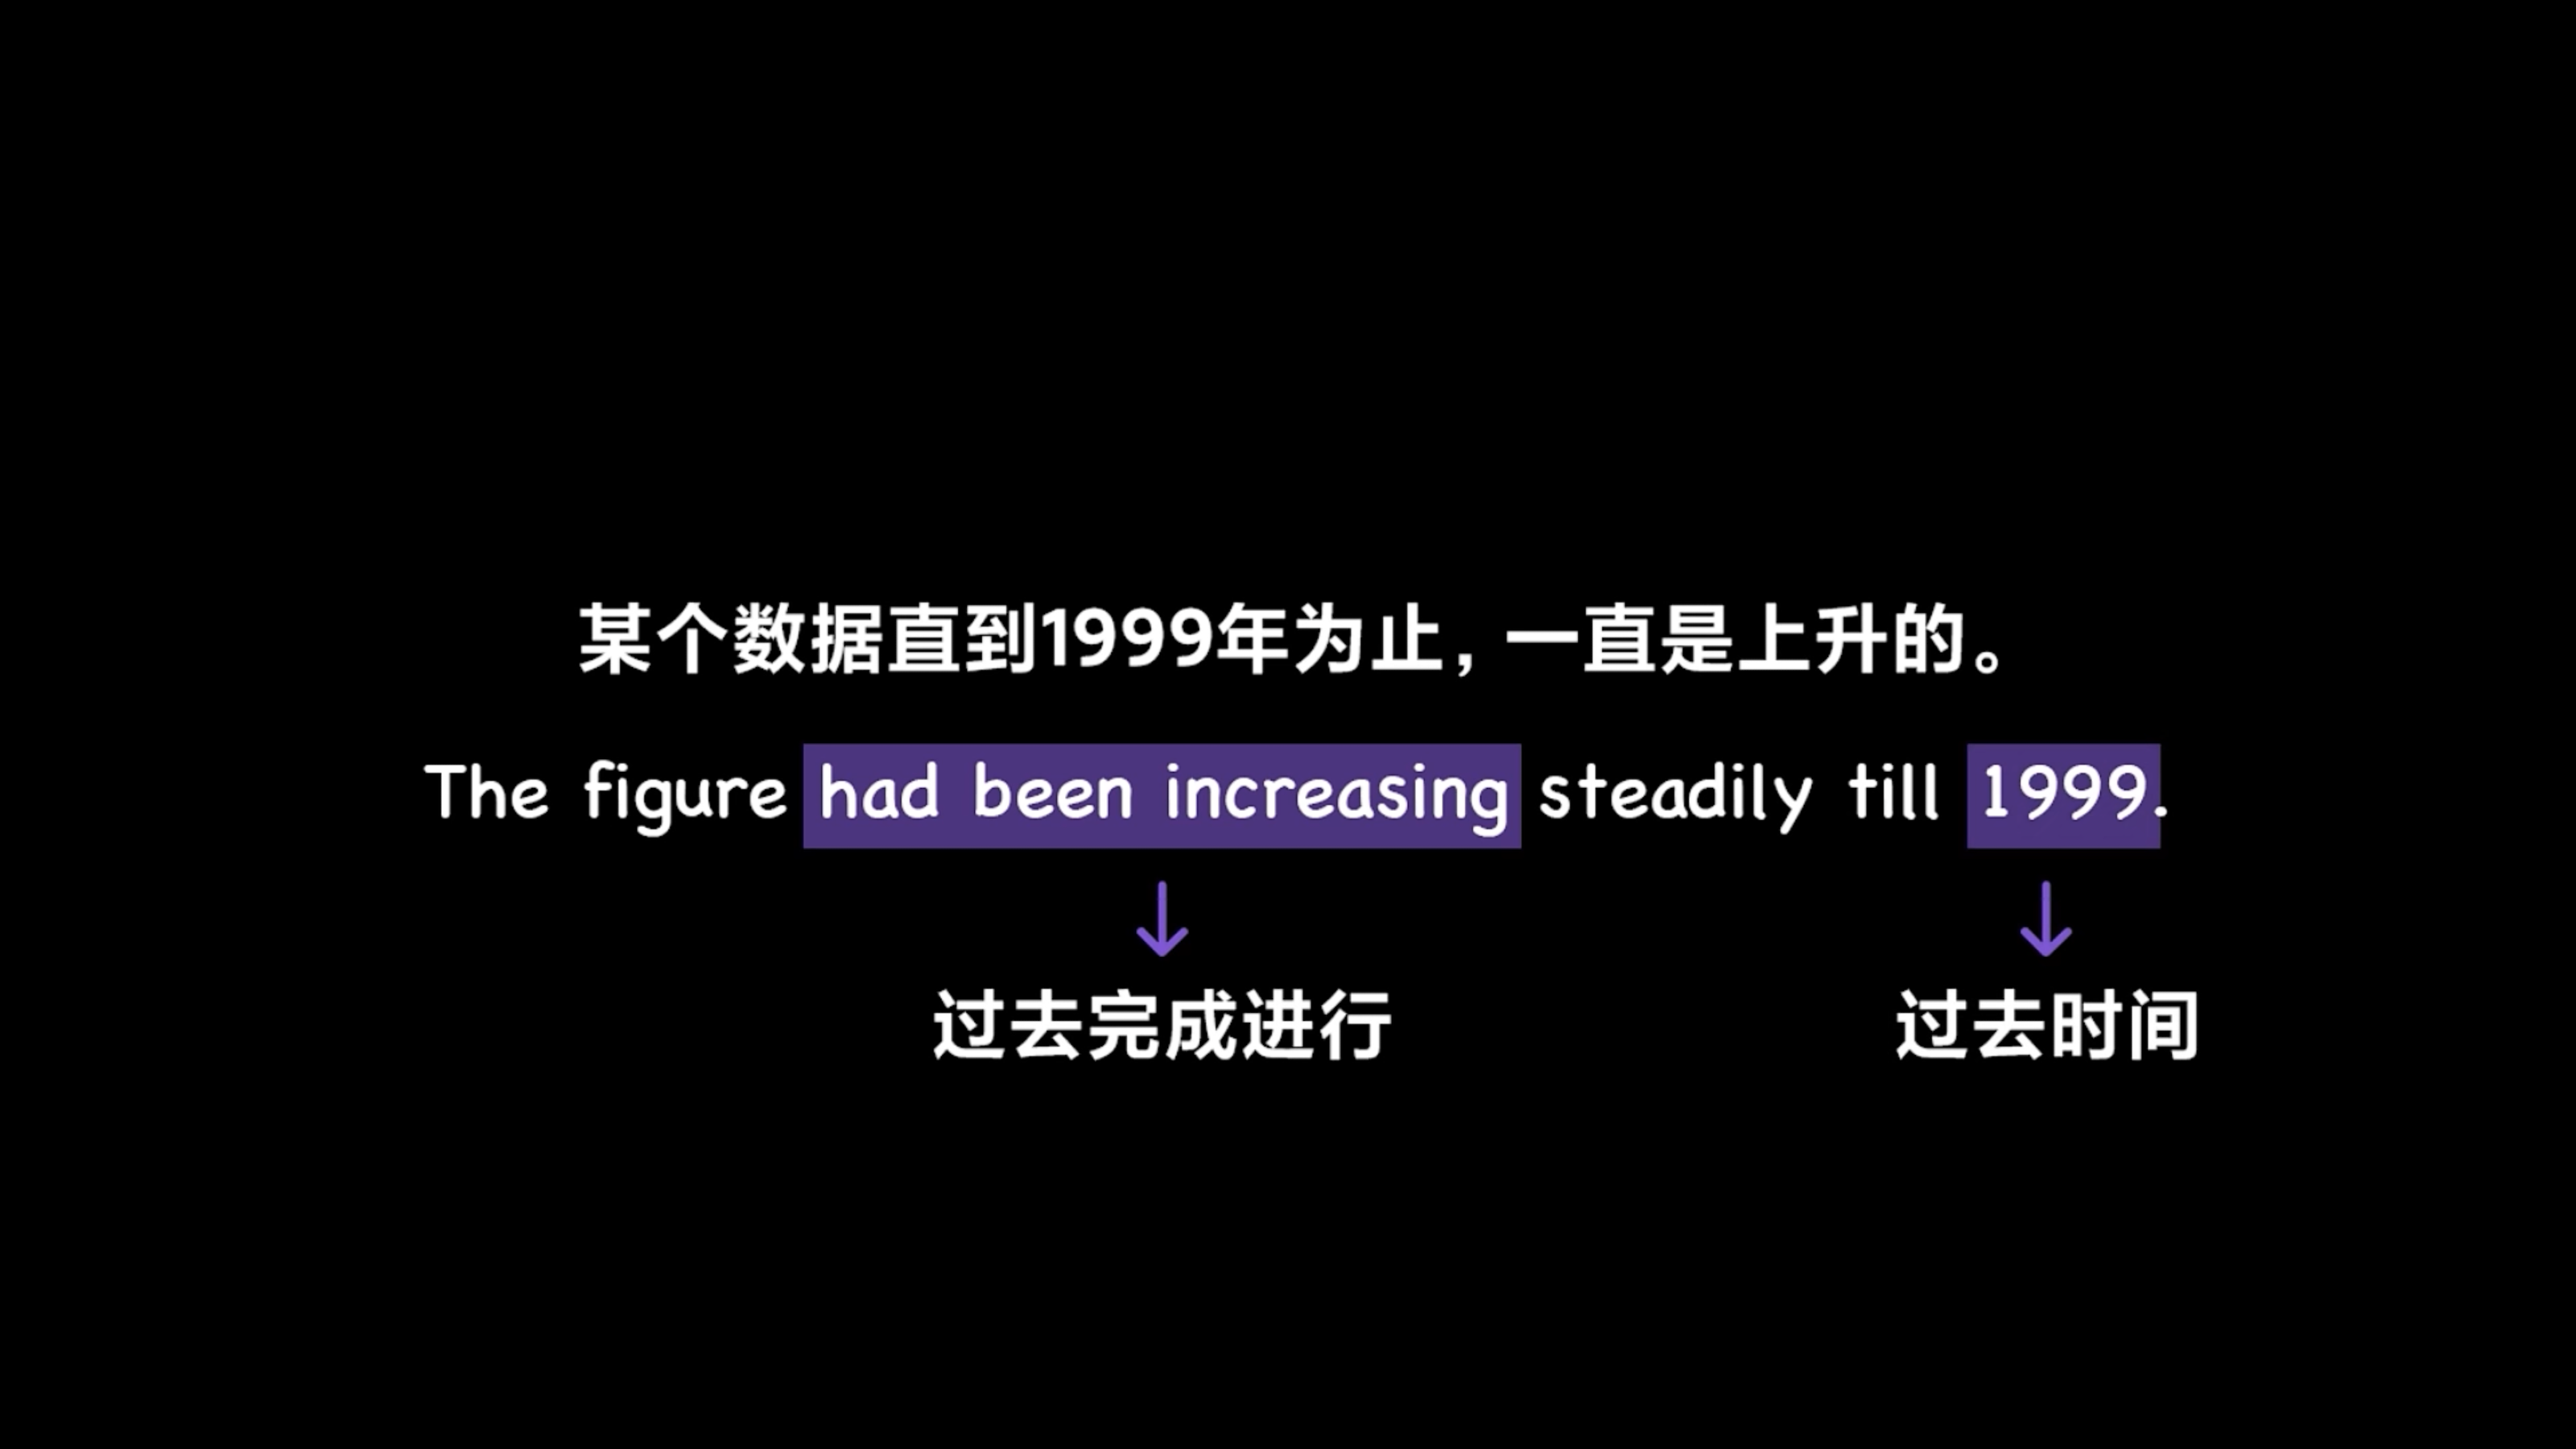 某个数据直到1999年为止，一直是上升的。
The figure had been increasing steadily till 1999.
过去完成进行 过去时间